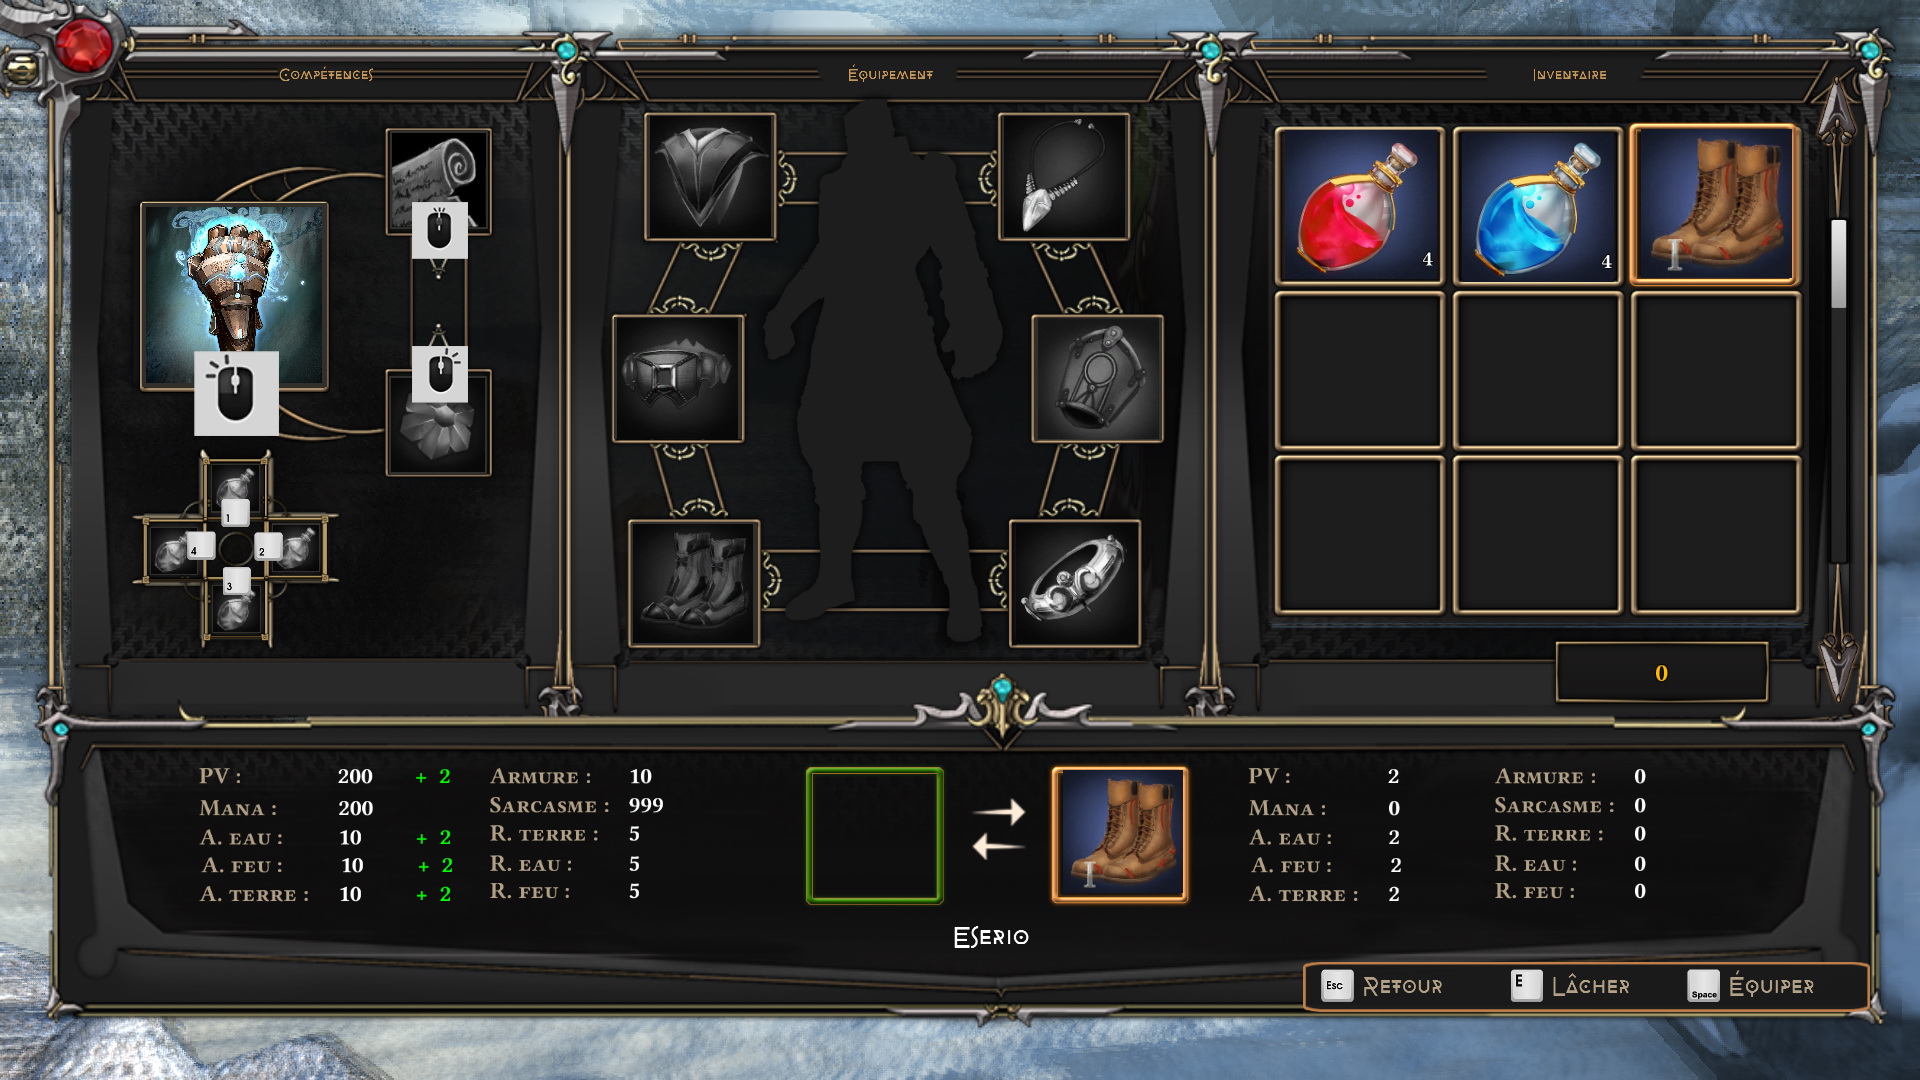 Compétences
Équipement
Inventaire
4
4
I
1
4
2
3
0
PV : 200 + 2
Mana : 200
A. eau : 10 + 2
A. feu : 10 + 2
A. terre : 10 + 2
Armure : 10
Sarcasme : 999
R. terre : 5
R. eau : 5
R. feu : 5
I
Eserio
PV : 2
Mana : 0
A. eau : 2
A. feu : 2
A. terre : 2
Armure : 0
Sarcasme : 0
R. terre : 0
R. eau : 0
R. feu : 0
Esc Retour
E Lâcher
Space Équiper